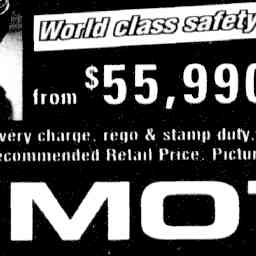 World class safety
from $55,990
very charge, rego & stamp duty,
ecommended Retail Price. Pictur
MOT